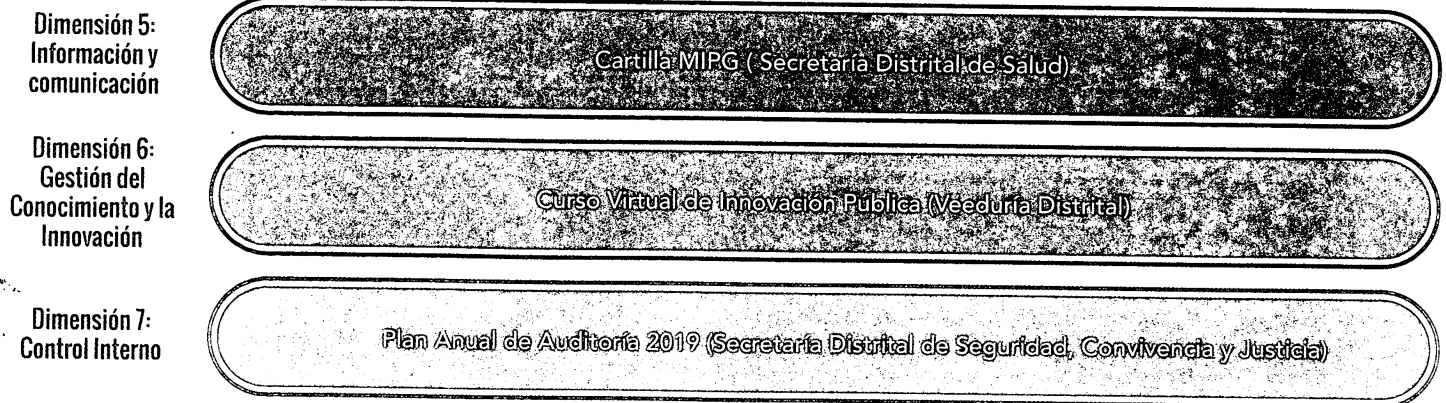 Dimensión 5:
Información y
comunicación
Cartilla MIPG ( Secretaría Distrital de Salud)
Dimensión 6:
Gestión del
Conocimiento y la
Innovación
Curso Virtual de Innovación Pública (Veeduría Distrital)
Dimensión 7:
Control Interno
Plan Anual de Auditoría 2019 (Secretaría Distrital de Seguridad, Convivencia y Justicia)